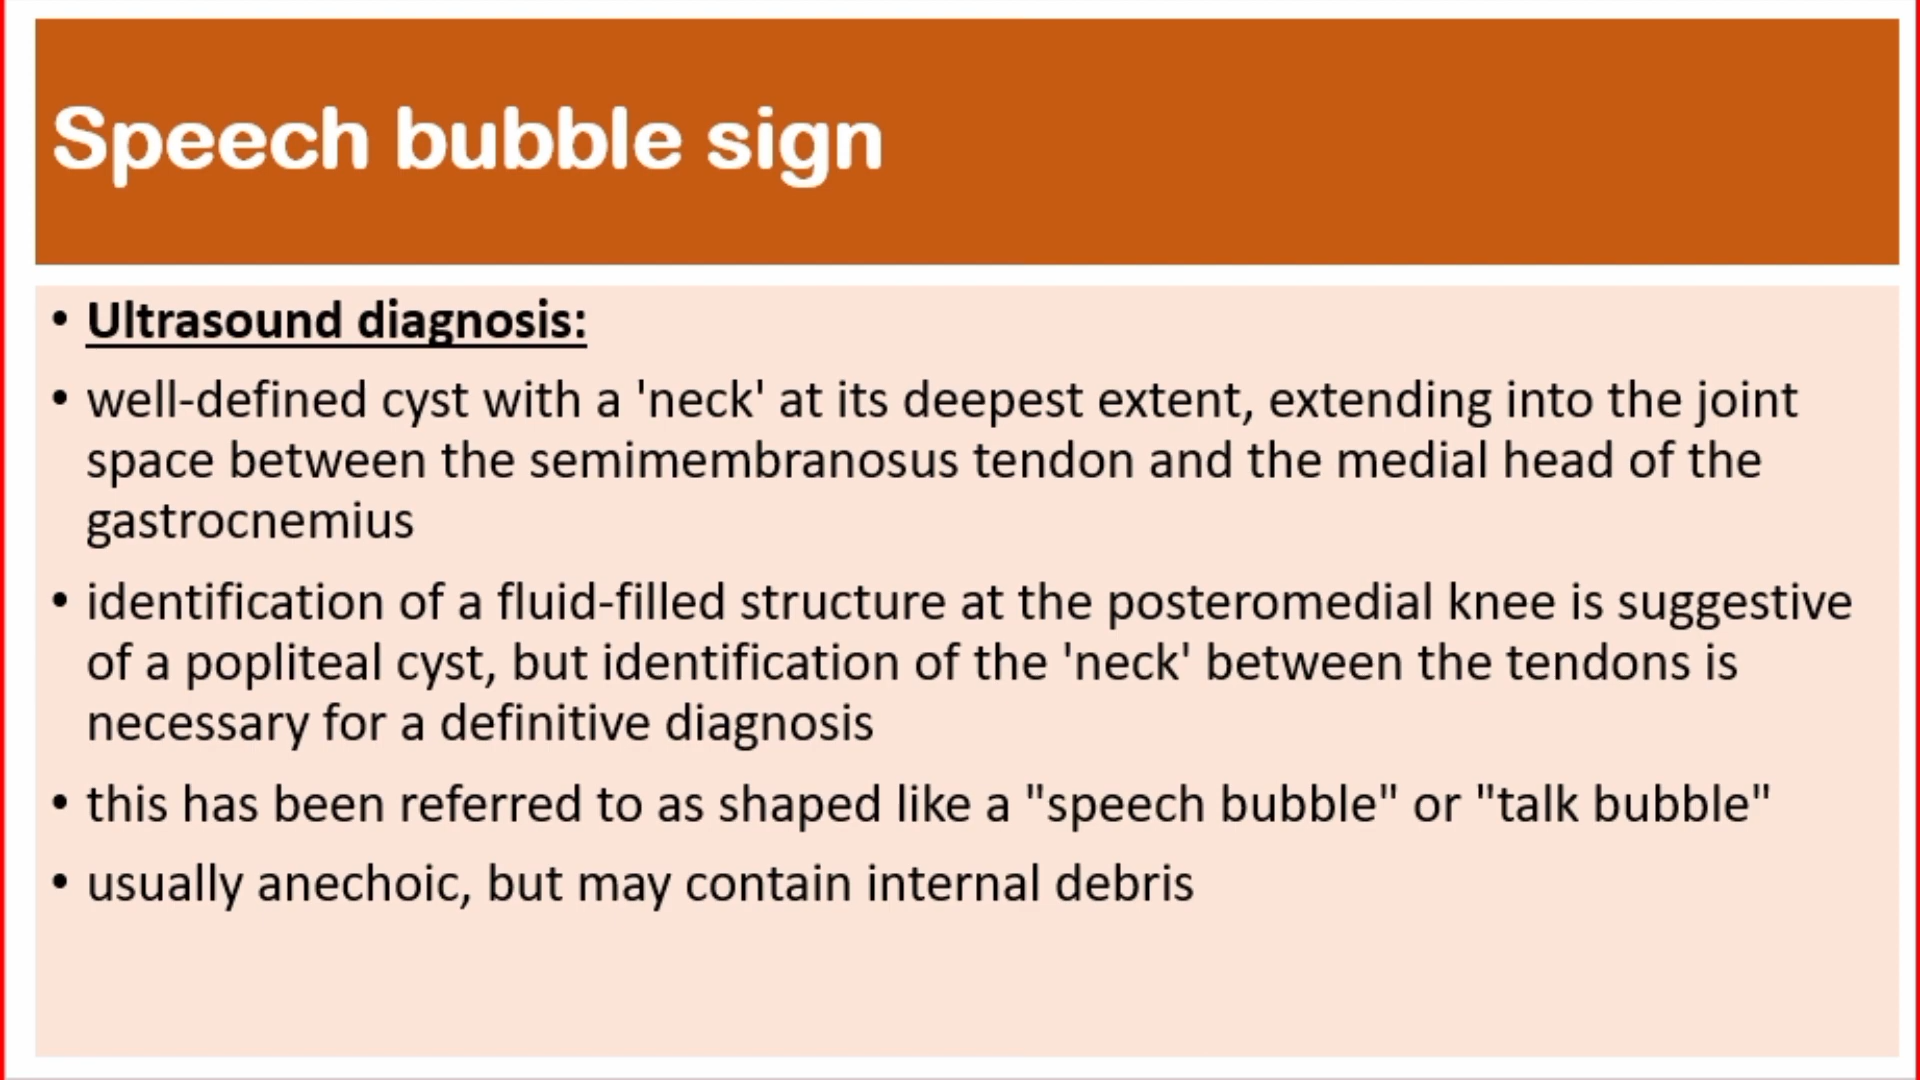 Speech bubble sign
• Ultrasound diagnosis:
• well-defined cyst with a 'neck' at its deepest extent, extending into the joint
space between the semimembranosus tendon and the medial head of the
gastrocnemius
• identification of a fluid-filled structure at the posteromedial knee is suggestive
of a popliteal cyst, but identification of the 'neck' between the tendons is
necessary for a definitive diagnosis
• this has been referred to as shaped like a "speech bubble" or "talk bubble"
• usually anechoic, but may contain internal debris